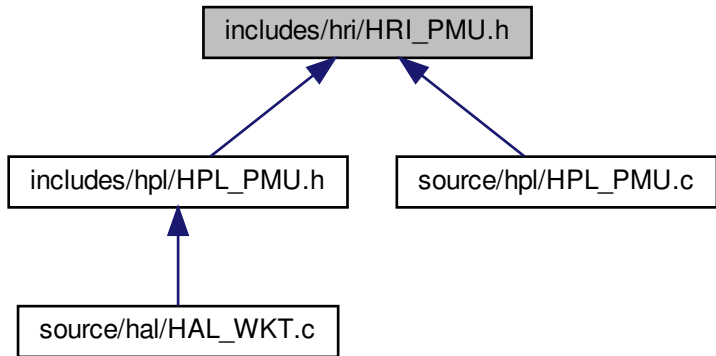 includes/hri/HRI_PMU.h
includes/hpl/HPL_PMU.h
source/hpl/HPL_PMU.c
source/hal/HAL_WKT.c